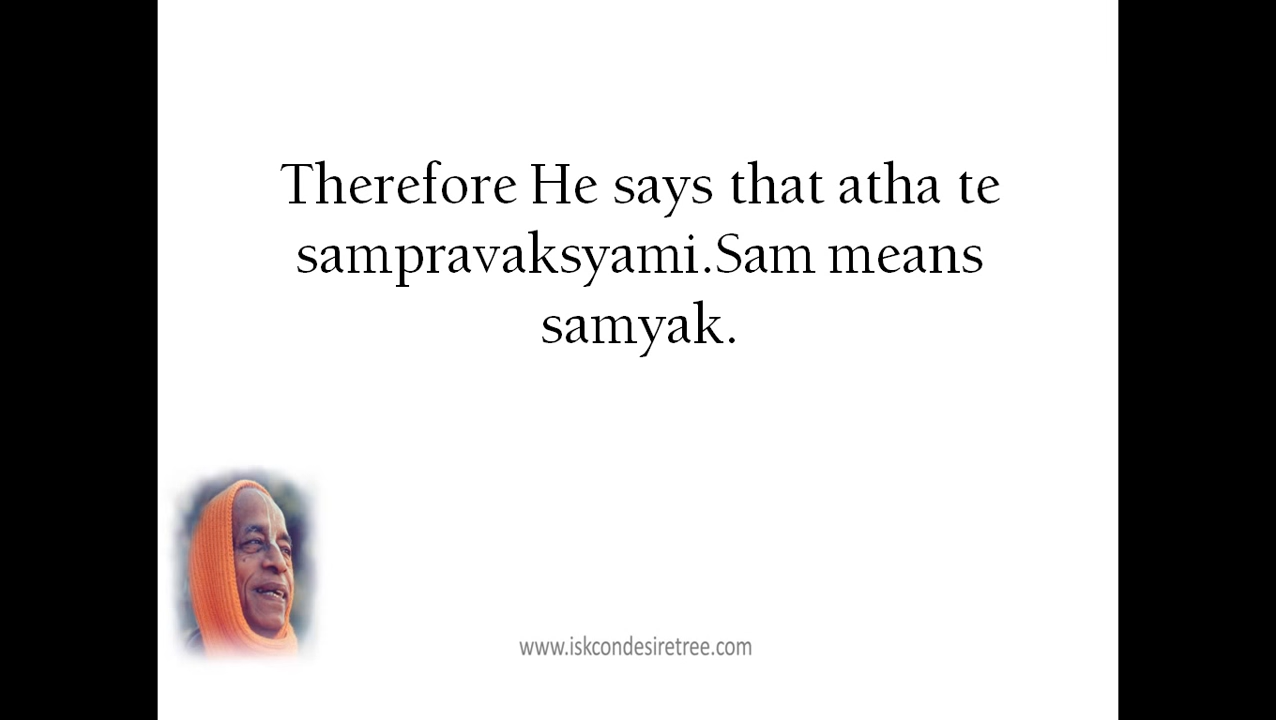 Therefore He says that atha te
sampravaksyami.Sam means
samyak.
www.iskcondesiretree.com